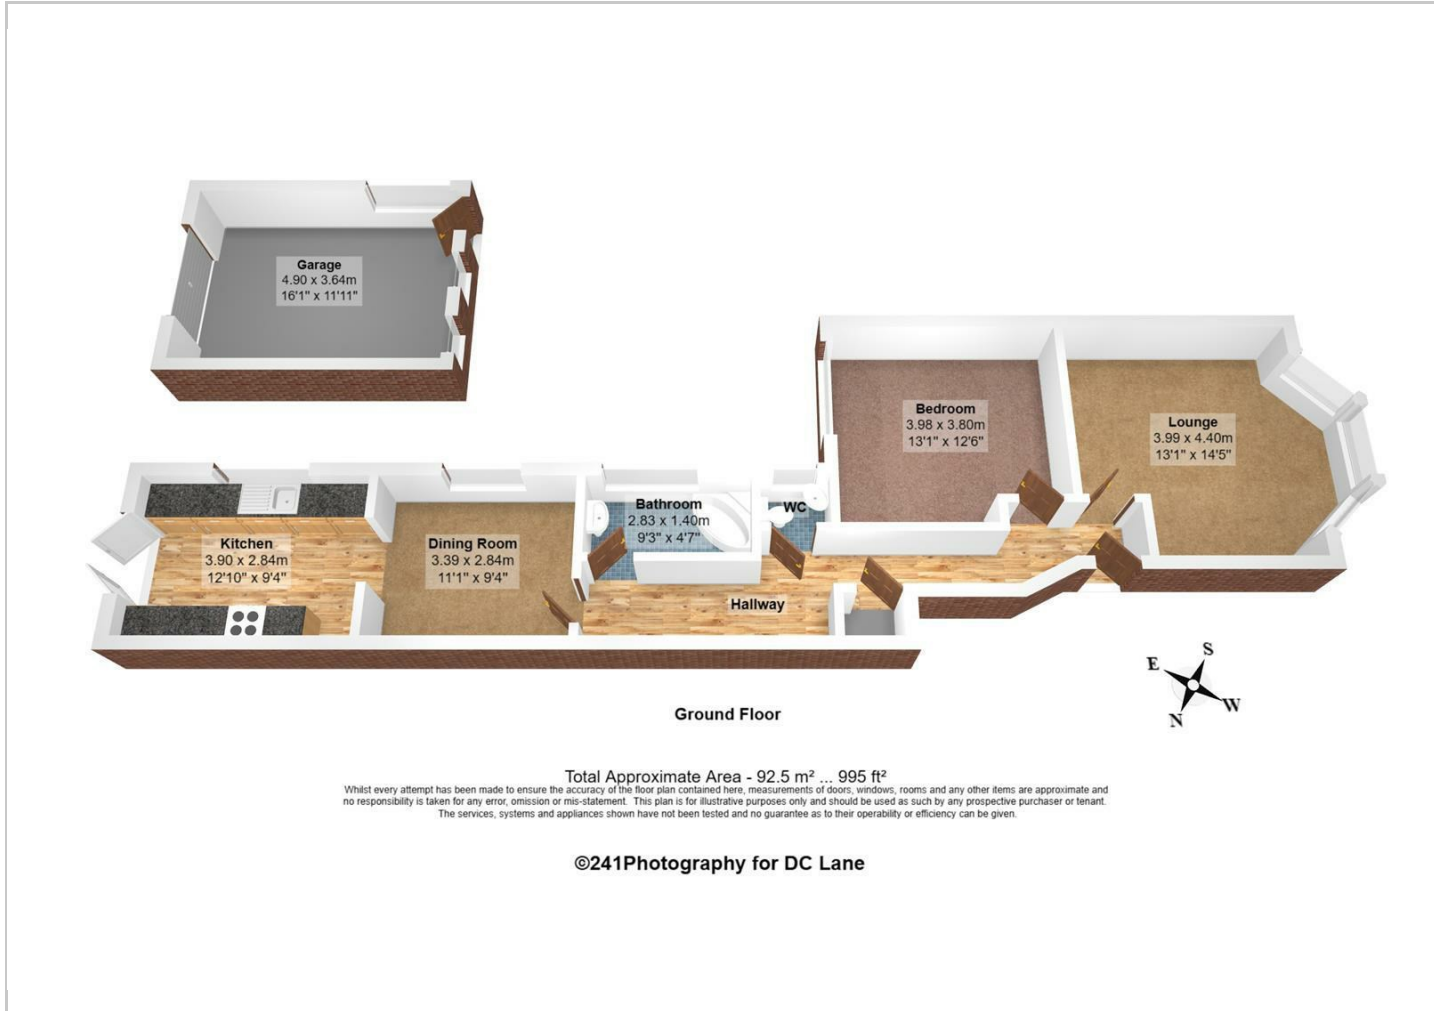 Garage
4.90 x 3.64m
16'1" x 11'11"
Bedroom
3.98 x 3.80m
13'1" x 12'6"
Lounge
3.99 x 4.40m
13'1" x 14'5"
Kitchen
3.90 x 2.84m
12'10" x 9'4"
Dining Room
3.39 x 2.84m
11'1" x 9'4"
Bathroom
2.83 x 1.40m
9'3" x 4'7"
WC
Hallway
S
E
W
N
Ground Floor
Total Approximate Area - 92.5 m² ... 995 ft²
Whilst every attempt has been made to ensure the accuracy of the floor plan contained here, measurements of doors, windows, rooms and any other items are approximate and
no responsibility is taken for any error, omission or mis-statement. This plan is for illustrative purposes only and should be used as such by any prospective purchaser or tenant.
The services, systems and appliances shown have not been tested and no guarantee as to their operability or efficiency can be given.
©241Photography for DC Lane